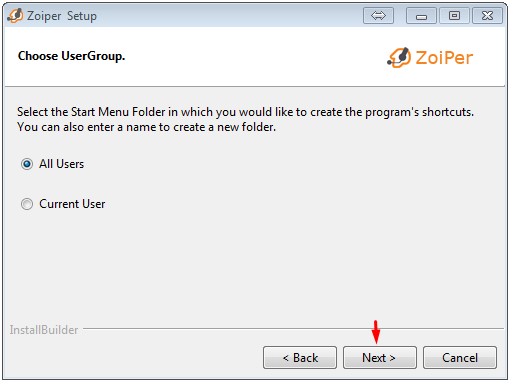 Zoiper Setup
Choose UserGroup.
ZoiPer
Select the Start Menu Folder in which you would like to create the program's shortcuts.
You can also enter a name to create a new folder.
All Users
Current User
InstallBuilder
< Back
Next >
Cancel